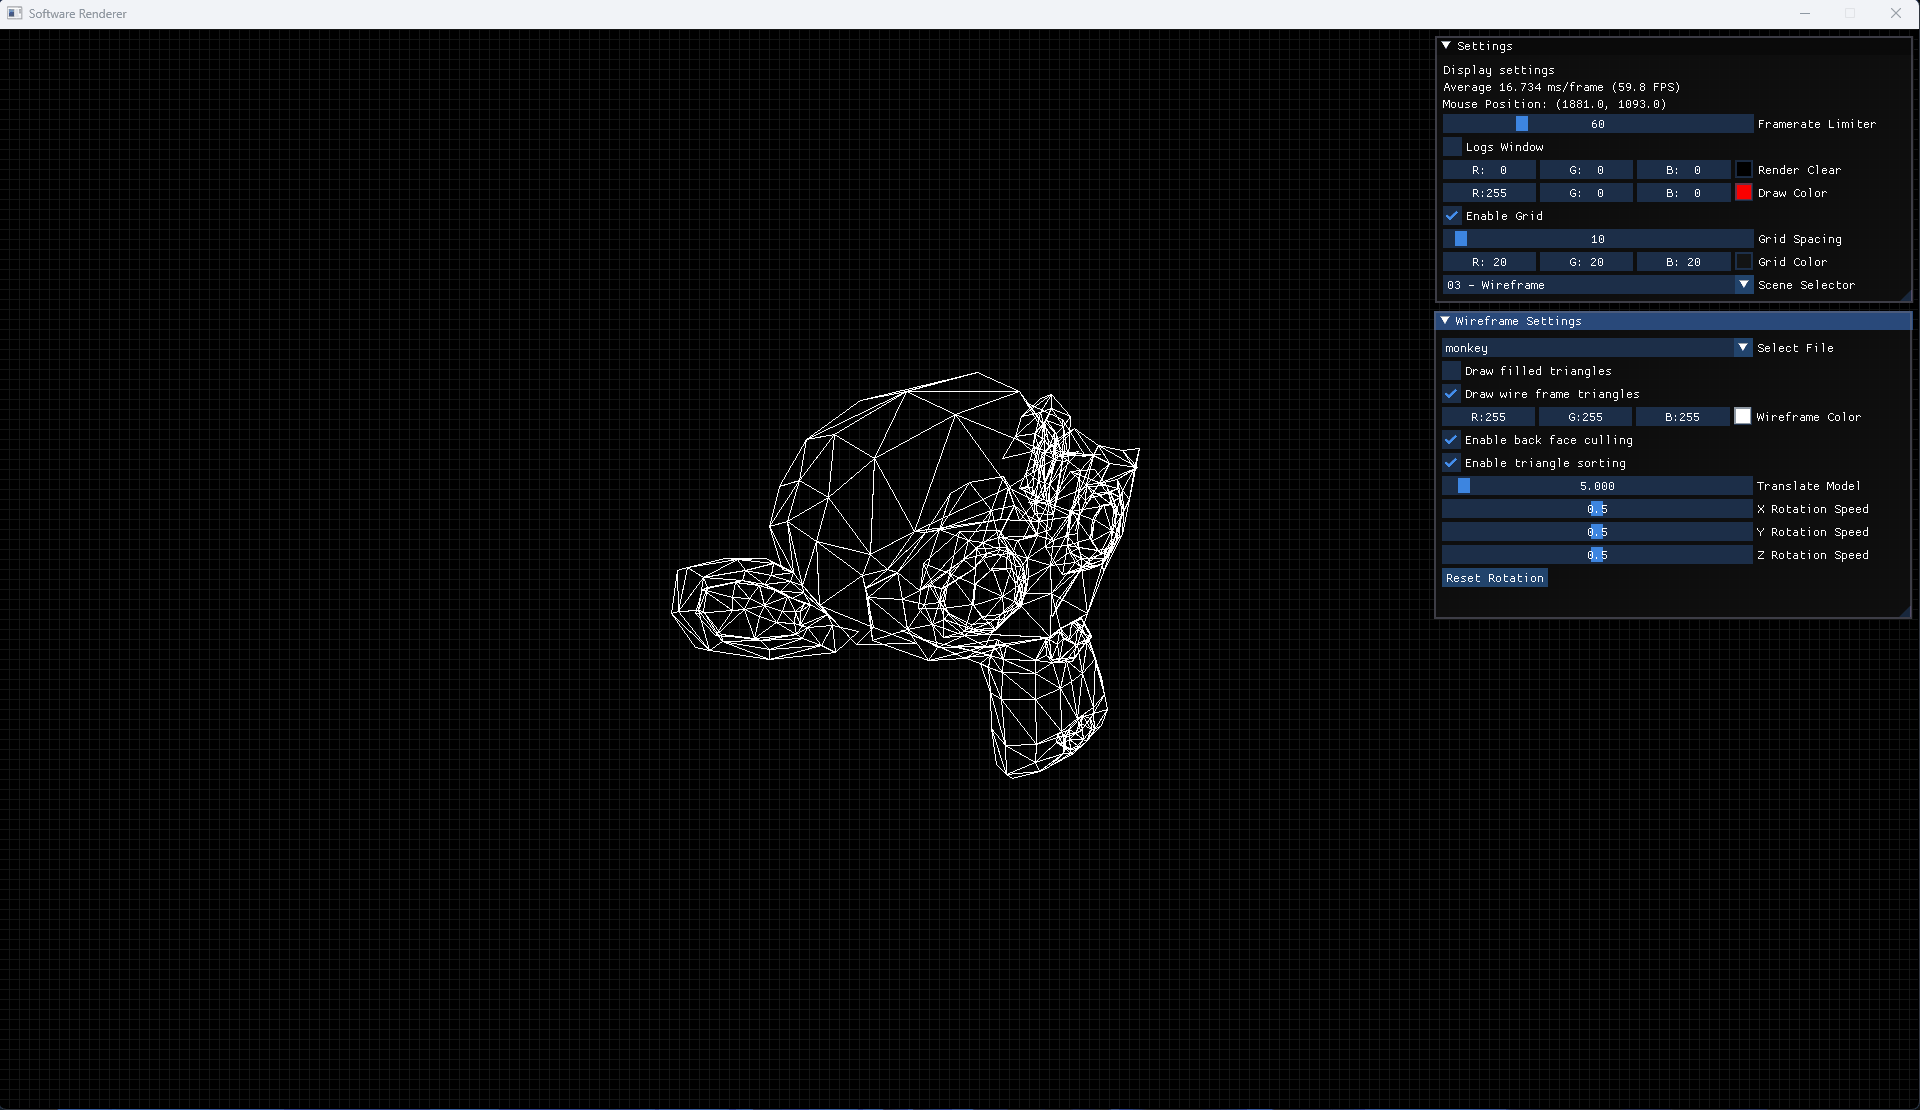 Software Renderer
Settings
Display settings
Average 16.734 ms/frame (59.8 FPS)
Mouse Position: (1881.0, 1093.0)
60 Framerate Limiter
Logs Window
R: 0 G: 0 B: 0 Render Clear
R:255 G: 0 B: 0 Draw Color
Enable Grid
10 Grid Spacing
R: 20 G: 20 B: 20 Grid Color
03 - Wireframe Scene Selector
Wireframe Settings
monkey Select File
Draw filled triangles
Draw wire frame triangles
R:255 G:255 B:255 Wireframe Color
Enable back face culling
Enable triangle sorting
5.000 Translate Model
0.5 X Rotation Speed
0.5 Y Rotation Speed
0.5 Z Rotation Speed
Reset Rotation